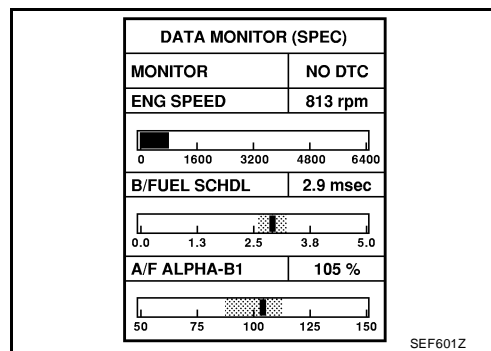 DATA MONITOR (SPEC)
MONITOR NO DTC
ENG SPEED 813 rpm
0 1600 3200 4800 6400
B/FUEL SCHDL 2.9 msec
0.0 1.3 2.5 3.8 5.0
A/F ALPHA-B1 105 %
50 75 100 125 150
SEF601Z